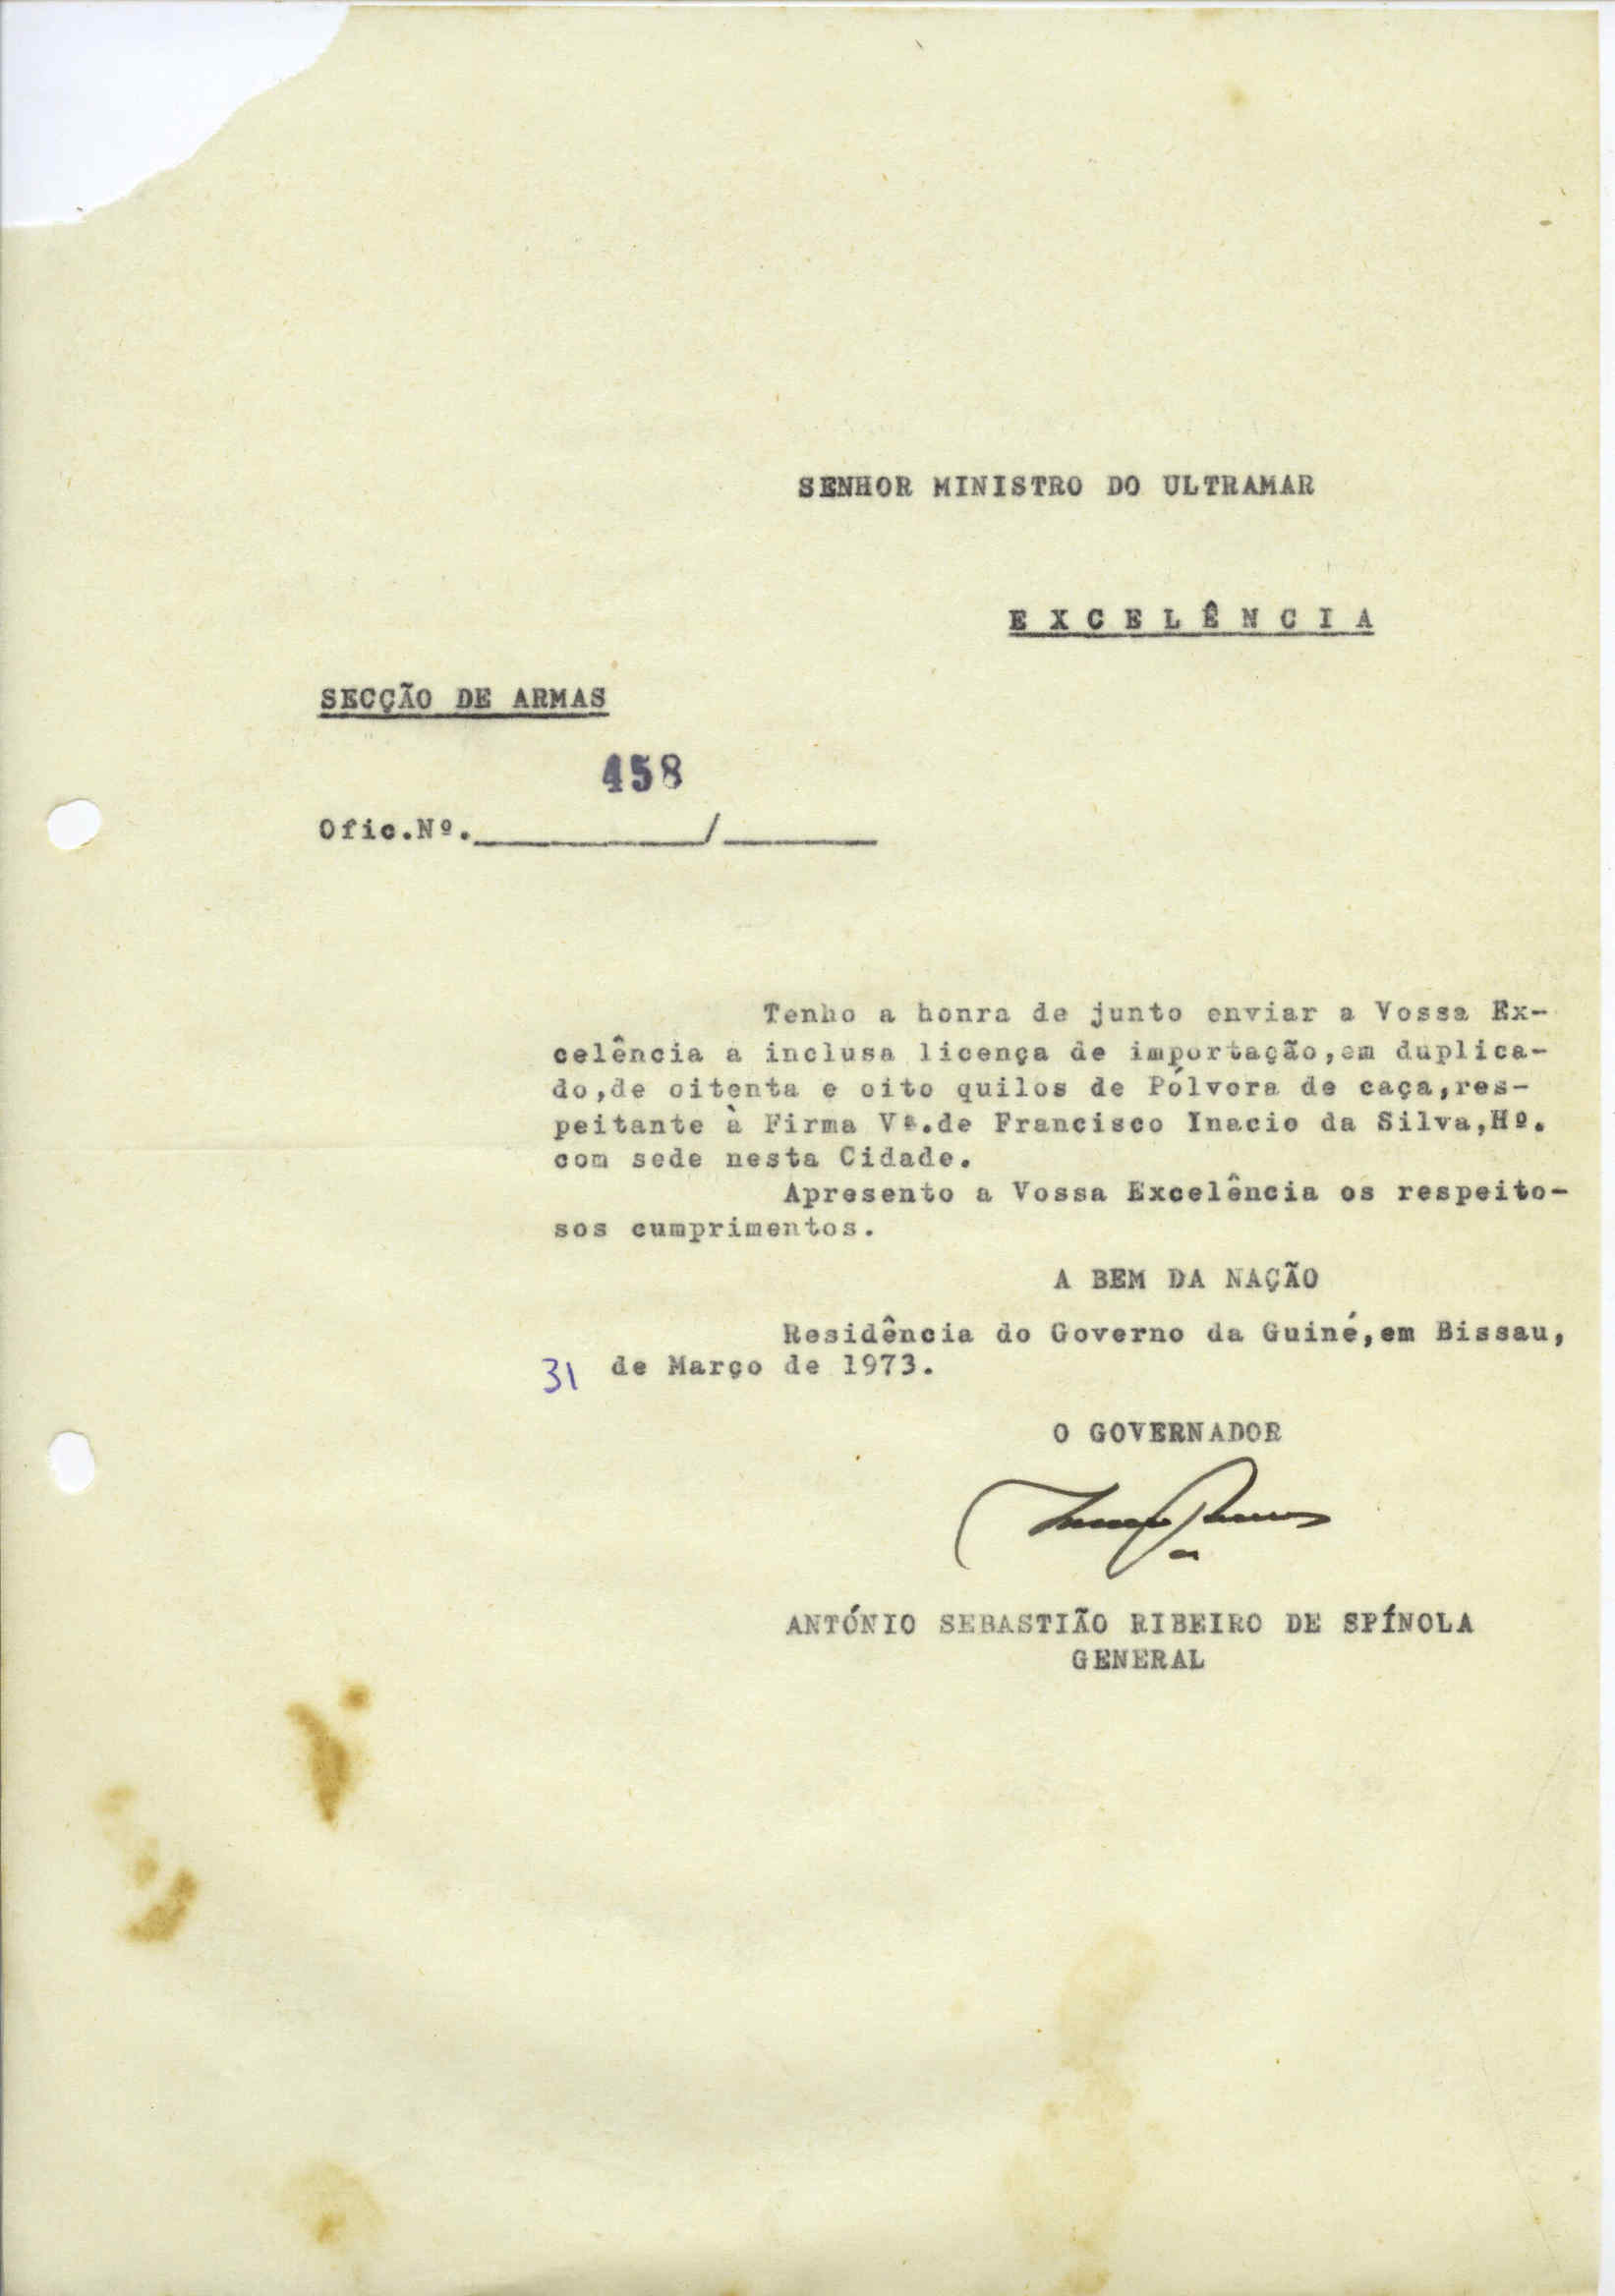 SENHOR MINISTRO DO ULTRAMAR
E X C E L Ê N C I A
SECÇÃO DE ARMAS
458
Ofic.Nº.____________/________
Tenho a honra de junto enviar a Vossa Ex-
celência a inclusa licença de importação,em duplica-
do,de oitenta e oito quilos de Pólvora de caça,res-
peitante à Firma Vª.de Francisco Inacio da Silva,Hº.
com sede nesta Cidade.
Apresento a Vossa Excelência os respeito-
sos cumprimentos.
A BEM DA NAÇÃO
Residência do Governo da Guiné,em Bissau,
31 de Março de 1973.
O GOVERNADOR
ANTÓNIO SEBASTIÃO RIBEIRO DE SPÍNOLA
GENERAL